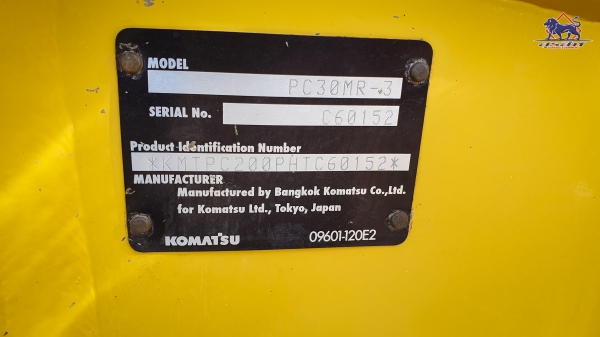 MODEL
PC30MR-3
SERIAL No.
C60152
Product Identification Number
*KMTPC200PHTC60152*
MANUFACTURER
Manufactured by Bangkok Komatsu Co.,Ltd.
for Komatsu Ltd., Tokyo, Japan
KOMATSU
09601-120E2